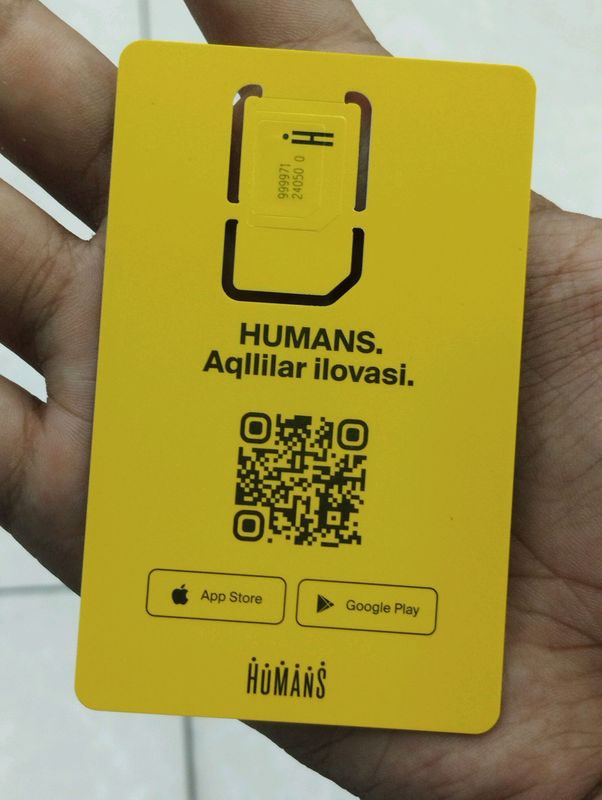 H
999971
24050 0
HUMANS.
Aqllilar ilovasi.
App Store
Google Play
HUMANS